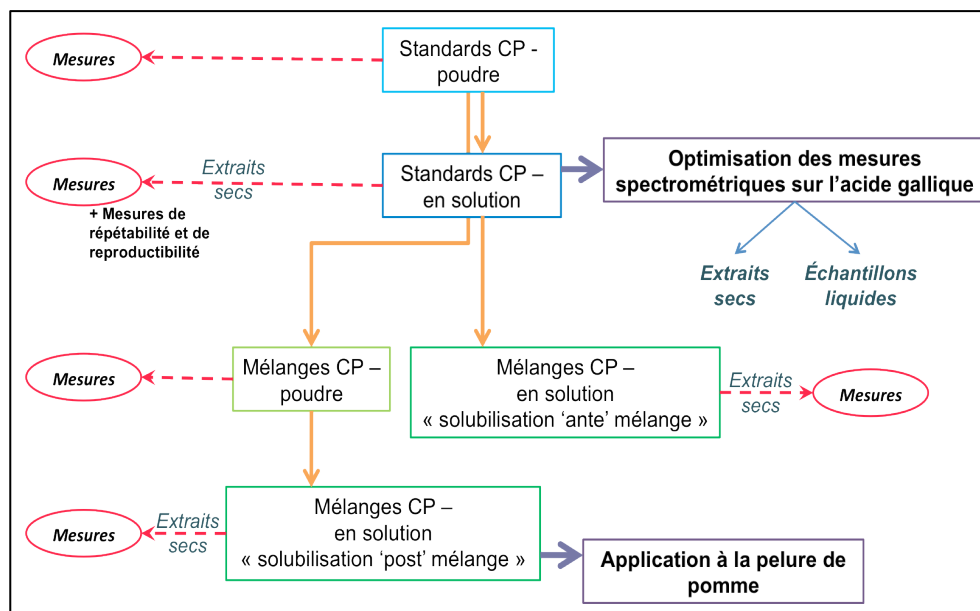 Mesures
Standards CP -
poudre
Extraits
secs
Mesures
+ Mesures de
répétabilité et de
reproductibilité
Standards CP –
en solution
Optimisation des mesures
spectrométriques sur l’acide gallique
Extraits
secs
Échantillons
liquides
Mesures
Mélanges CP –
poudre
Mélanges CP –
en solution
« solubilisation ‘ante’ mélange »
Extraits
secs
Mesures
Mesures
Extraits
secs
Mélanges CP –
en solution
« solubilisation ‘post’ mélange »
Application à la pelure de
pomme